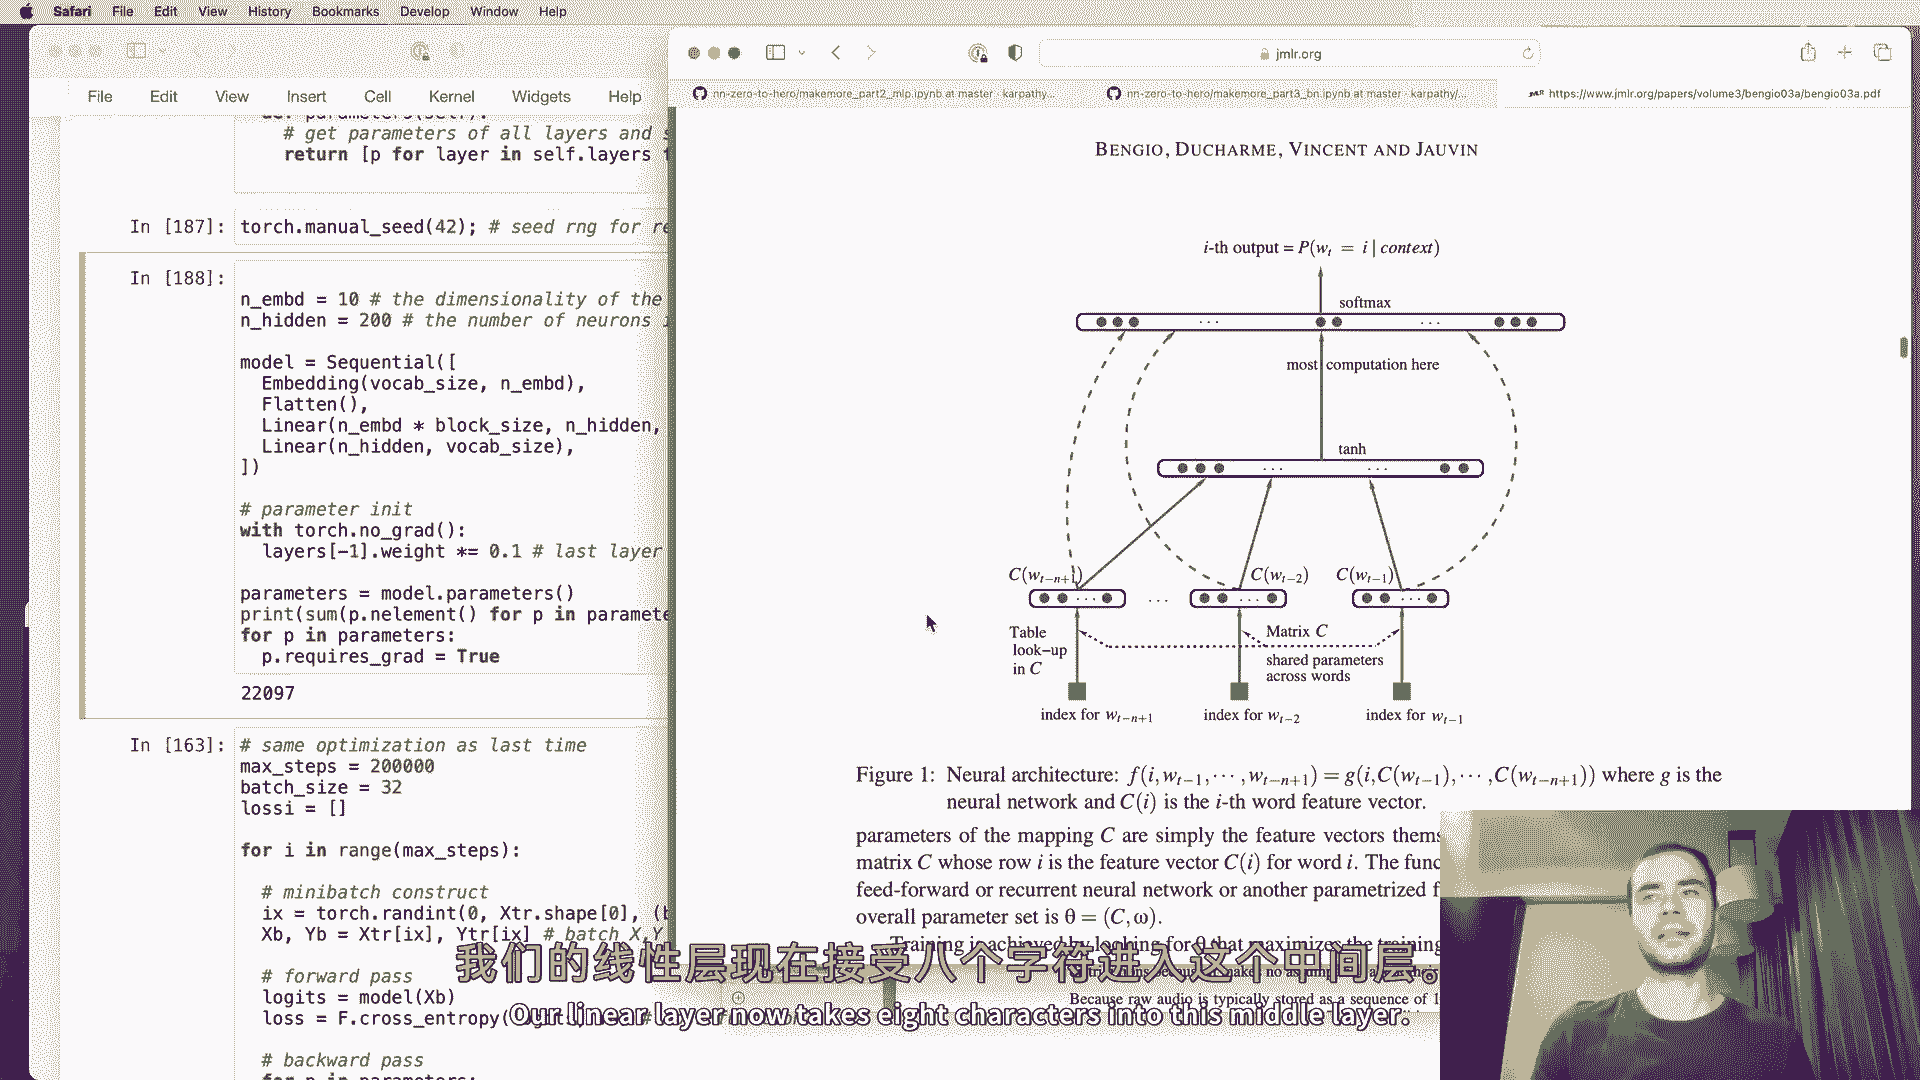 Safari File Edit View History Bookmarks Develop Window Help
jmlr.org
File Edit View Insert Cell Kernel Widgets Help
nn-zero-to-hero/makemore_part2_mlp.ipynb at master · karpathy...
nn-zero-to-hero/makemore_part3_bn.ipynb at master · karpathy/...
https://www.jmlr.org/papers/volume3/bengio03a/bengio03a.pdf
# get parameters of all layers and s
return [p for layer in self.layers
In [187]: torch.manual_seed(42); # seed rng for re
In [188]:
n_embd = 10 # the dimensionality of the
n_hidden = 200 # the number of neurons
model = Sequential([
Embedding(vocab_size, n_embd),
Flatten(),
Linear(n_embd * block_size, n_hidden,
Linear(n_hidden, vocab_size),
])
# parameter init
with torch.no_grad():
layers[-1].weight *= 0.1 # last layer
parameters = model.parameters()
print(sum(p.nelement() for p in paramete
for p in parameters:
p.requires_grad = True
22097
In [163]: # same optimization as last time
max_steps = 200000
batch_size = 32
lossi = []
for i in range(max_steps):
# minibatch construct
ix = torch.randint(0, Xtr.shape[0], (b
Xb, Yb = Xtr[ix], Ytr[ix] # batch X,Y
# forward pass
logits = model(Xb)
loss = F.cross_entropy(
# backward pass
BENGIO, DUCHARME, VINCENT AND JAUVIN
i-th output = P(w_t = i | context)
softmax
most computation here
tanh
C(w_{t−n+1}) C(w_{t−2}) C(w_{t−1})
Table
look−up
in C
Matrix C
shared parameters
across words
index for w_{t−n+1} index for w_{t−2} index for w_{t−1}
Figure 1: Neural architecture: f(i,w_{t−1},···,w_{t−n+1}) = g(i,C(w_{t−1}),···,C(w_{t−n+1})) where g is the
neural network and C(i) is the i-th word feature vector.
parameters of the mapping C are simply the feature vectors thems
matrix C whose row i is the feature vector C(i) for word i. The func
feed-forward or recurrent neural network or another parametrized f
overall parameter set is θ = (C,ω).
Training is achieved by looking for θ that maximizes the training
Because raw audio is typically stored as a sequence of 1
我们的线性层现在接受八个字符进入这个中间层。
Our linear layer now takes eight characters into this middle layer.